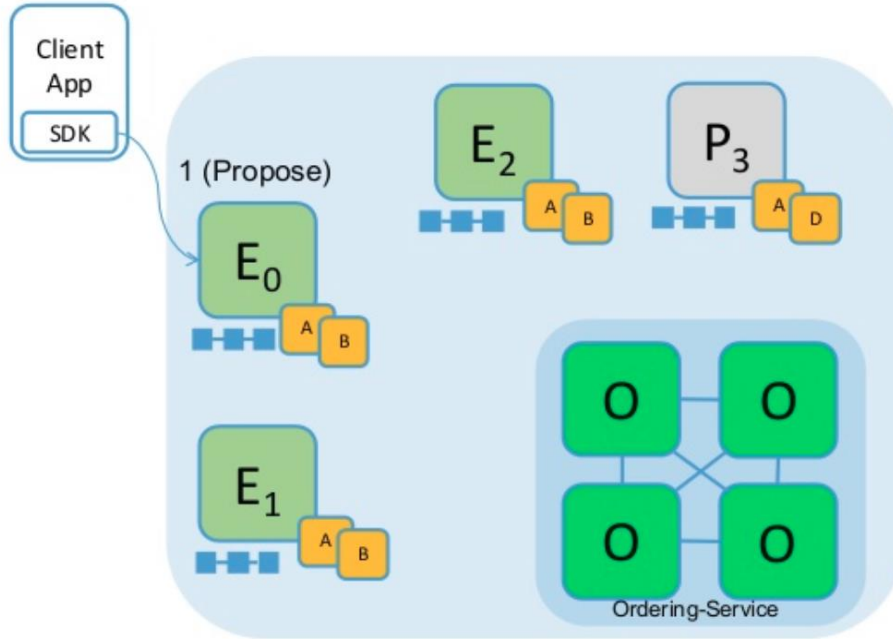 Client
App
SDK
1 (Propose)
E0
A
B
E1
A
B
E2
A
B
P3
A
D
O
O
O
O
Ordering-Service